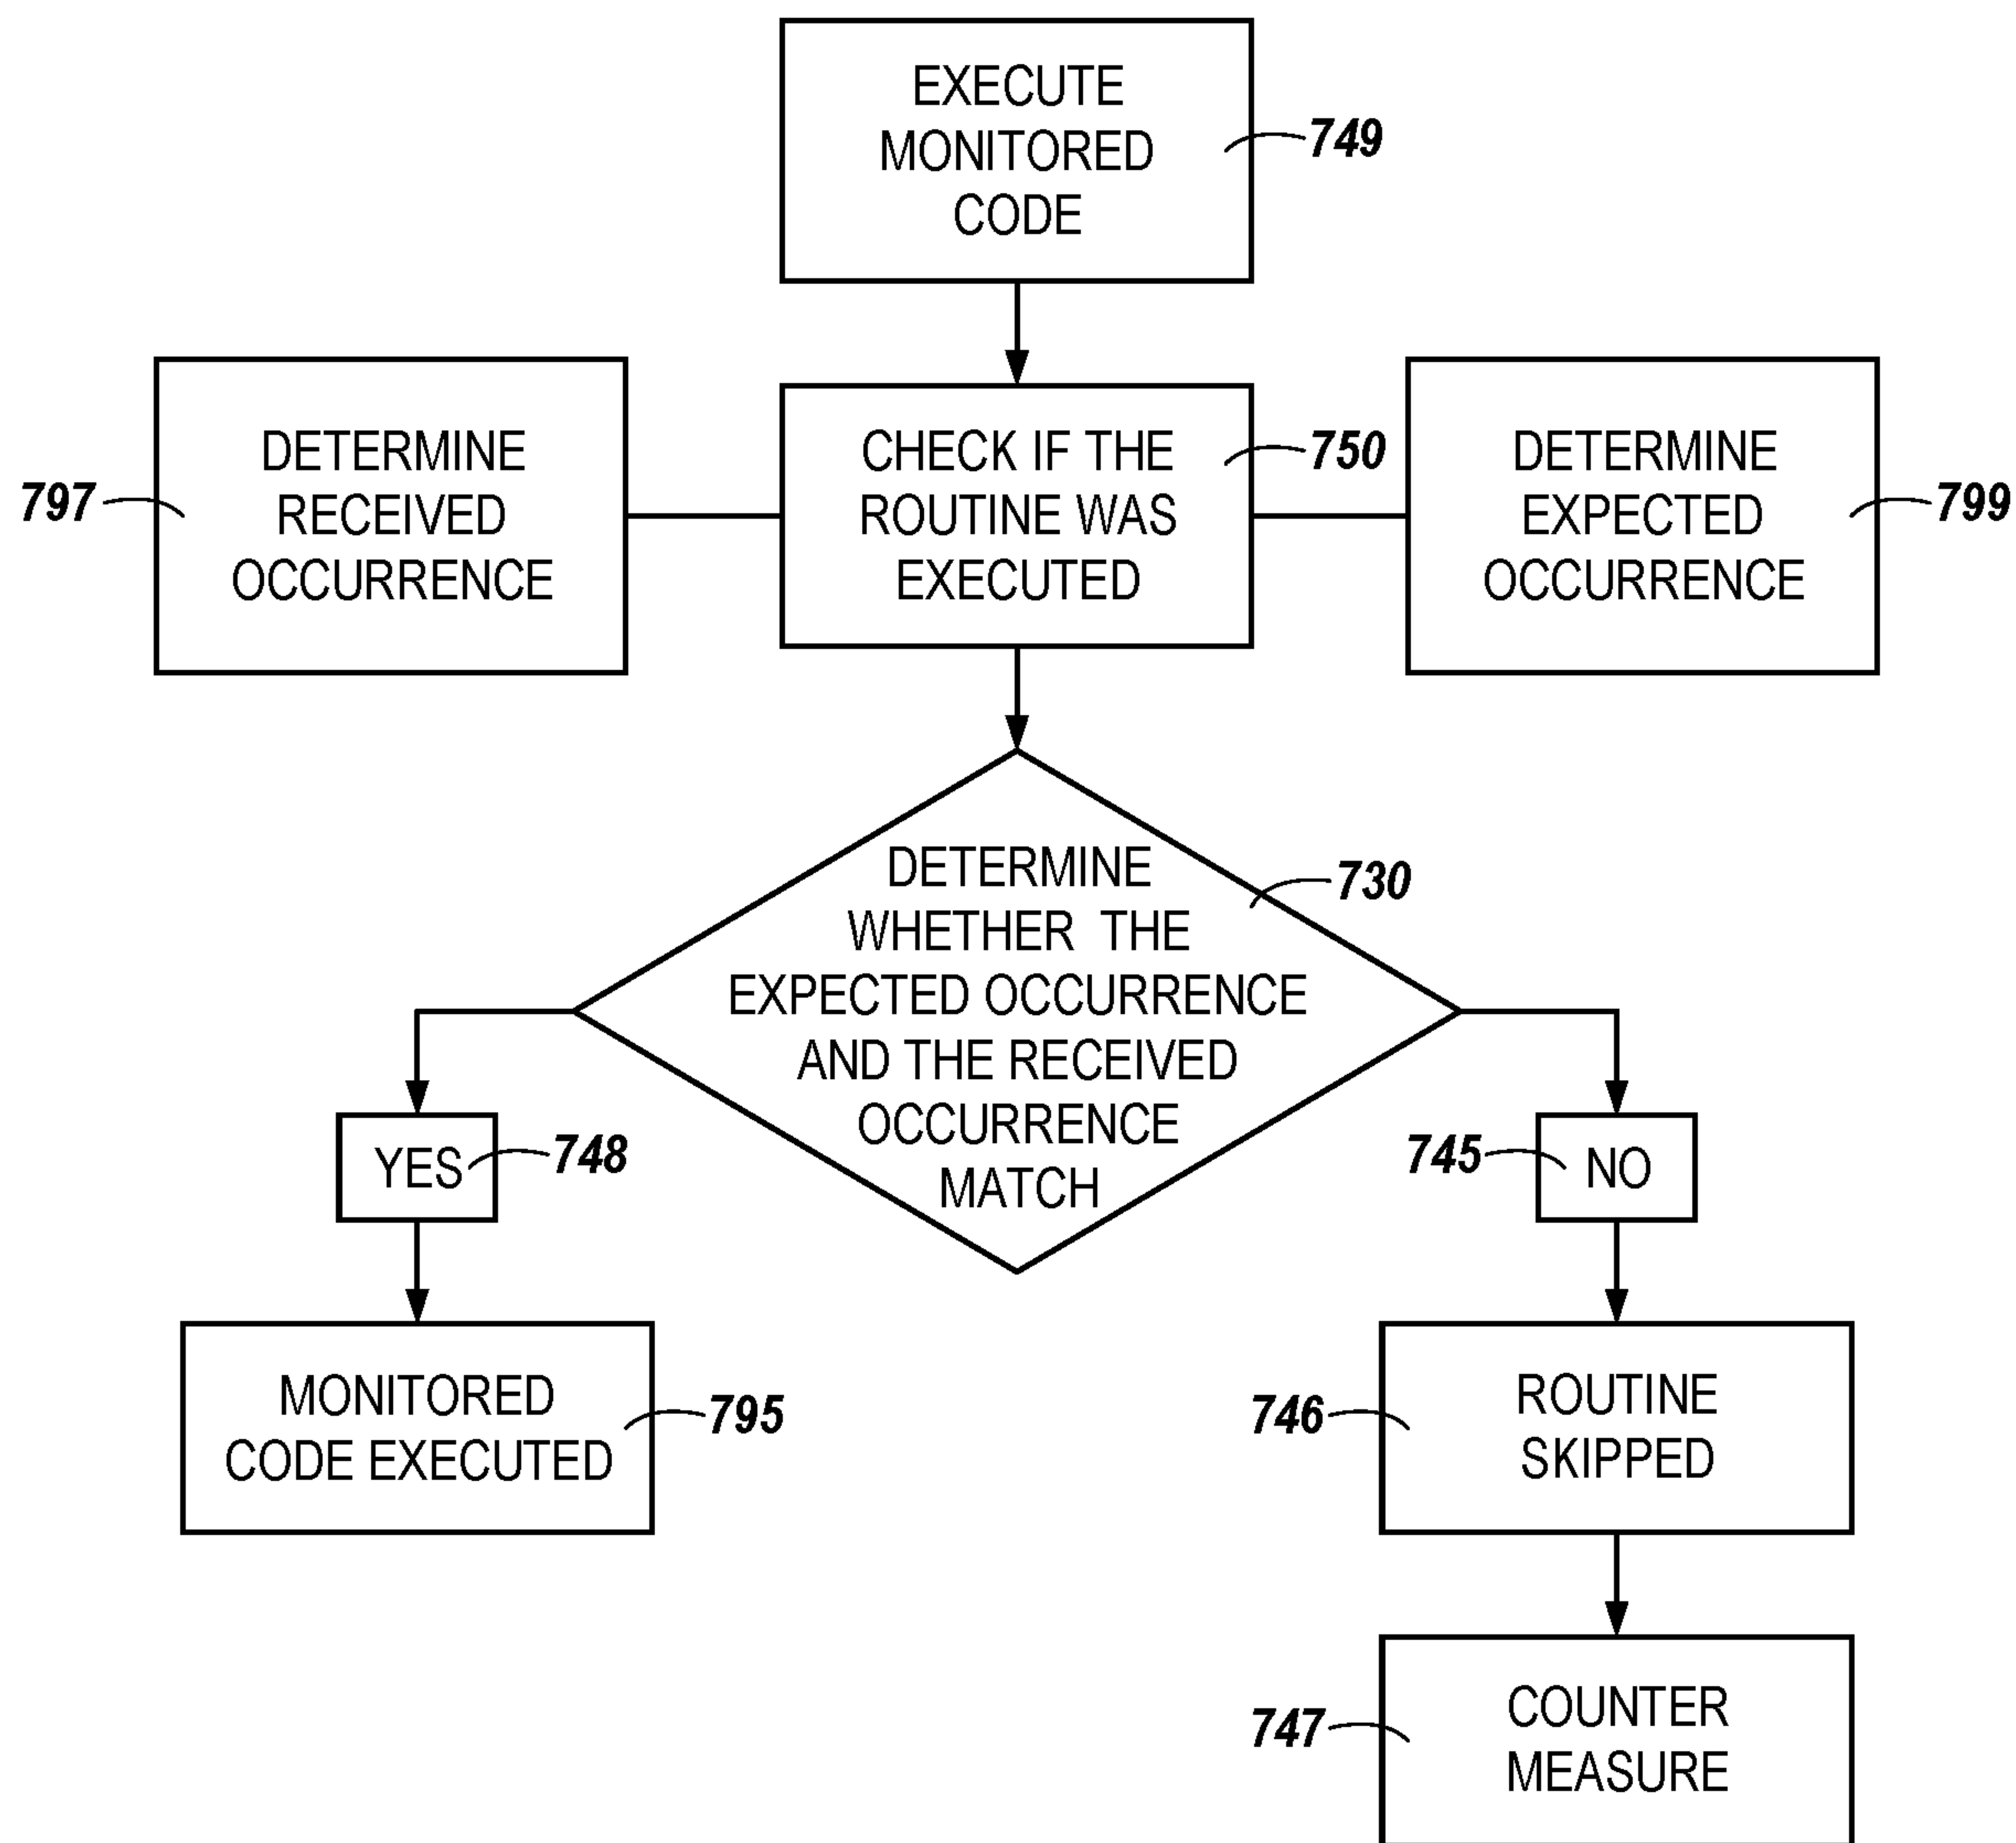 EXECUTE
MONITORED
CODE
749
DETERMINE
RECEIVED
OCCURRENCE
797
CHECK IF THE
ROUTINE WAS
EXECUTED
750
DETERMINE
EXPECTED
OCCURRENCE
799
DETERMINE
WHETHER THE
EXPECTED OCCURRENCE
AND THE RECEIVED
OCCURRENCE
MATCH
730
YES
748
745
NO
MONITORED
CODE EXECUTED
795
746
ROUTINE
SKIPPED
747
COUNTER
MEASURE